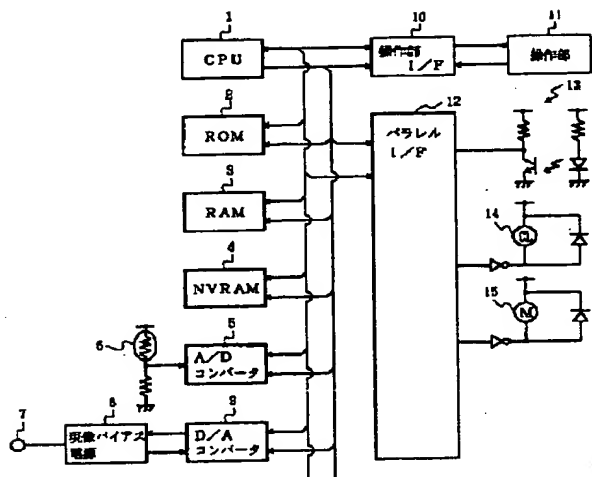 1
CPU
10
操作部
I/F
11
操作部
2
ROM
12
パラレル
I/F
13
3
RAM
4
NVRAM
14
CL
15
M
6
5
A/D
コンバータ
7
8
現像バイアス
電源
9
D/A
コンバータ